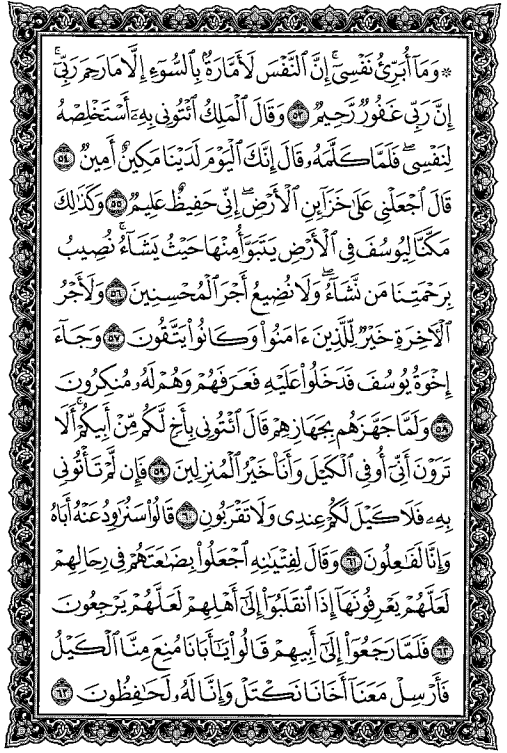 ۞ وَمَآ أُبَرِّئُ نَفْسِىٓۚ إِنَّ ٱلنَّفْسَ لَأَمَّارَةُۢ بِٱلسُّوٓءِ إِلَّا مَا رَحِمَ رَبِّىٓۚ
إِنَّ رَبِّى غَفُورٌ رَّحِيمٌ ٥٣ وَقَالَ ٱلْمَلِكُ ٱئْتُونِى بِهِۦٓ أَسْتَخْلِصْهُ
لِنَفْسِىۖ فَلَمَّا كَلَّمَهُۥ قَالَ إِنَّكَ ٱلْيَوْمَ لَدَيْنَا مَكِينٌ أَمِينٌ ٥٤
قَالَ ٱجْعَلْنِى عَلَىٰ خَزَآئِنِ ٱلْأَرْضِۖ إِنِّى حَفِيظٌ عَلِيمٌ ٥٥ وَكَذَٰلِكَ
مَكَّنَّا لِيُوسُفَ فِى ٱلْأَرْضِ يَتَبَوَّأُ مِنْهَا حَيْثُ يَشَآءُۚ نُصِيبُ
بِرَحْمَتِنَا مَن نَّشَآءُۖ وَلَا نُضِيعُ أَجْرَ ٱلْمُحْسِنِينَ ٥٦ وَلَأَجْرُ
ٱلْءَاخِرَةِ خَيْرٌ لِّلَّذِينَ ءَامَنُوا۟ وَكَانُوا۟ يَتَّقُونَ ٥٧ وَجَآءَ
إِخْوَةُ يُوسُفَ فَدَخَلُوا۟ عَلَيْهِ فَعَرَفَهُمْ وَهُمْ لَهُۥ مُنكِرُونَ
٥٨ وَلَمَّا جَهَّزَهُم بِجَهَازِهِمْ قَالَ ٱئْتُونِى بِأَخٍ لَّكُم مِّنْ أَبِيكُمْۚ أَلَا
تَرَوْنَ أَنِّىٓ أُوفِى ٱلْكَيْلَ وَأَنَا۠ خَيْرُ ٱلْمُنزِلِينَ ٥٩ فَإِن لَّمْ تَأْتُونِى
بِهِۦ فَلَا كَيْلَ لَكُمْ عِندِى وَلَا تَقْرَبُونِ ٦٠ قَالُوا۟ سَنُرَٰوِدُ عَنْهُ أَبَاهُ
وَإِنَّا لَفَٰعِلُونَ ٦١ وَقَالَ لِفِتْيَٰنِهِ ٱجْعَلُوا۟ بِضَٰعَتَهُمْ فِى رِحَالِهِمْ
لَعَلَّهُمْ يَعْرِفُونَهَآ إِذَا ٱنقَلَبُوٓا۟ إِلَىٰٓ أَهْلِهِمْ لَعَلَّهُمْ يَرْجِعُونَ
٦٢ فَلَمَّا رَجَعُوٓا۟ إِلَىٰٓ أَبِيهِمْ قَالُوا۟ يَٰٓأَبَانَا مُنِعَ مِنَّا ٱلْكَيْلُ
فَأَرْسِلْ مَعَنَآ أَخَانَا نَكْتَلْ وَإِنَّا لَهُۥ لَحَٰفِظُونَ ٦٣